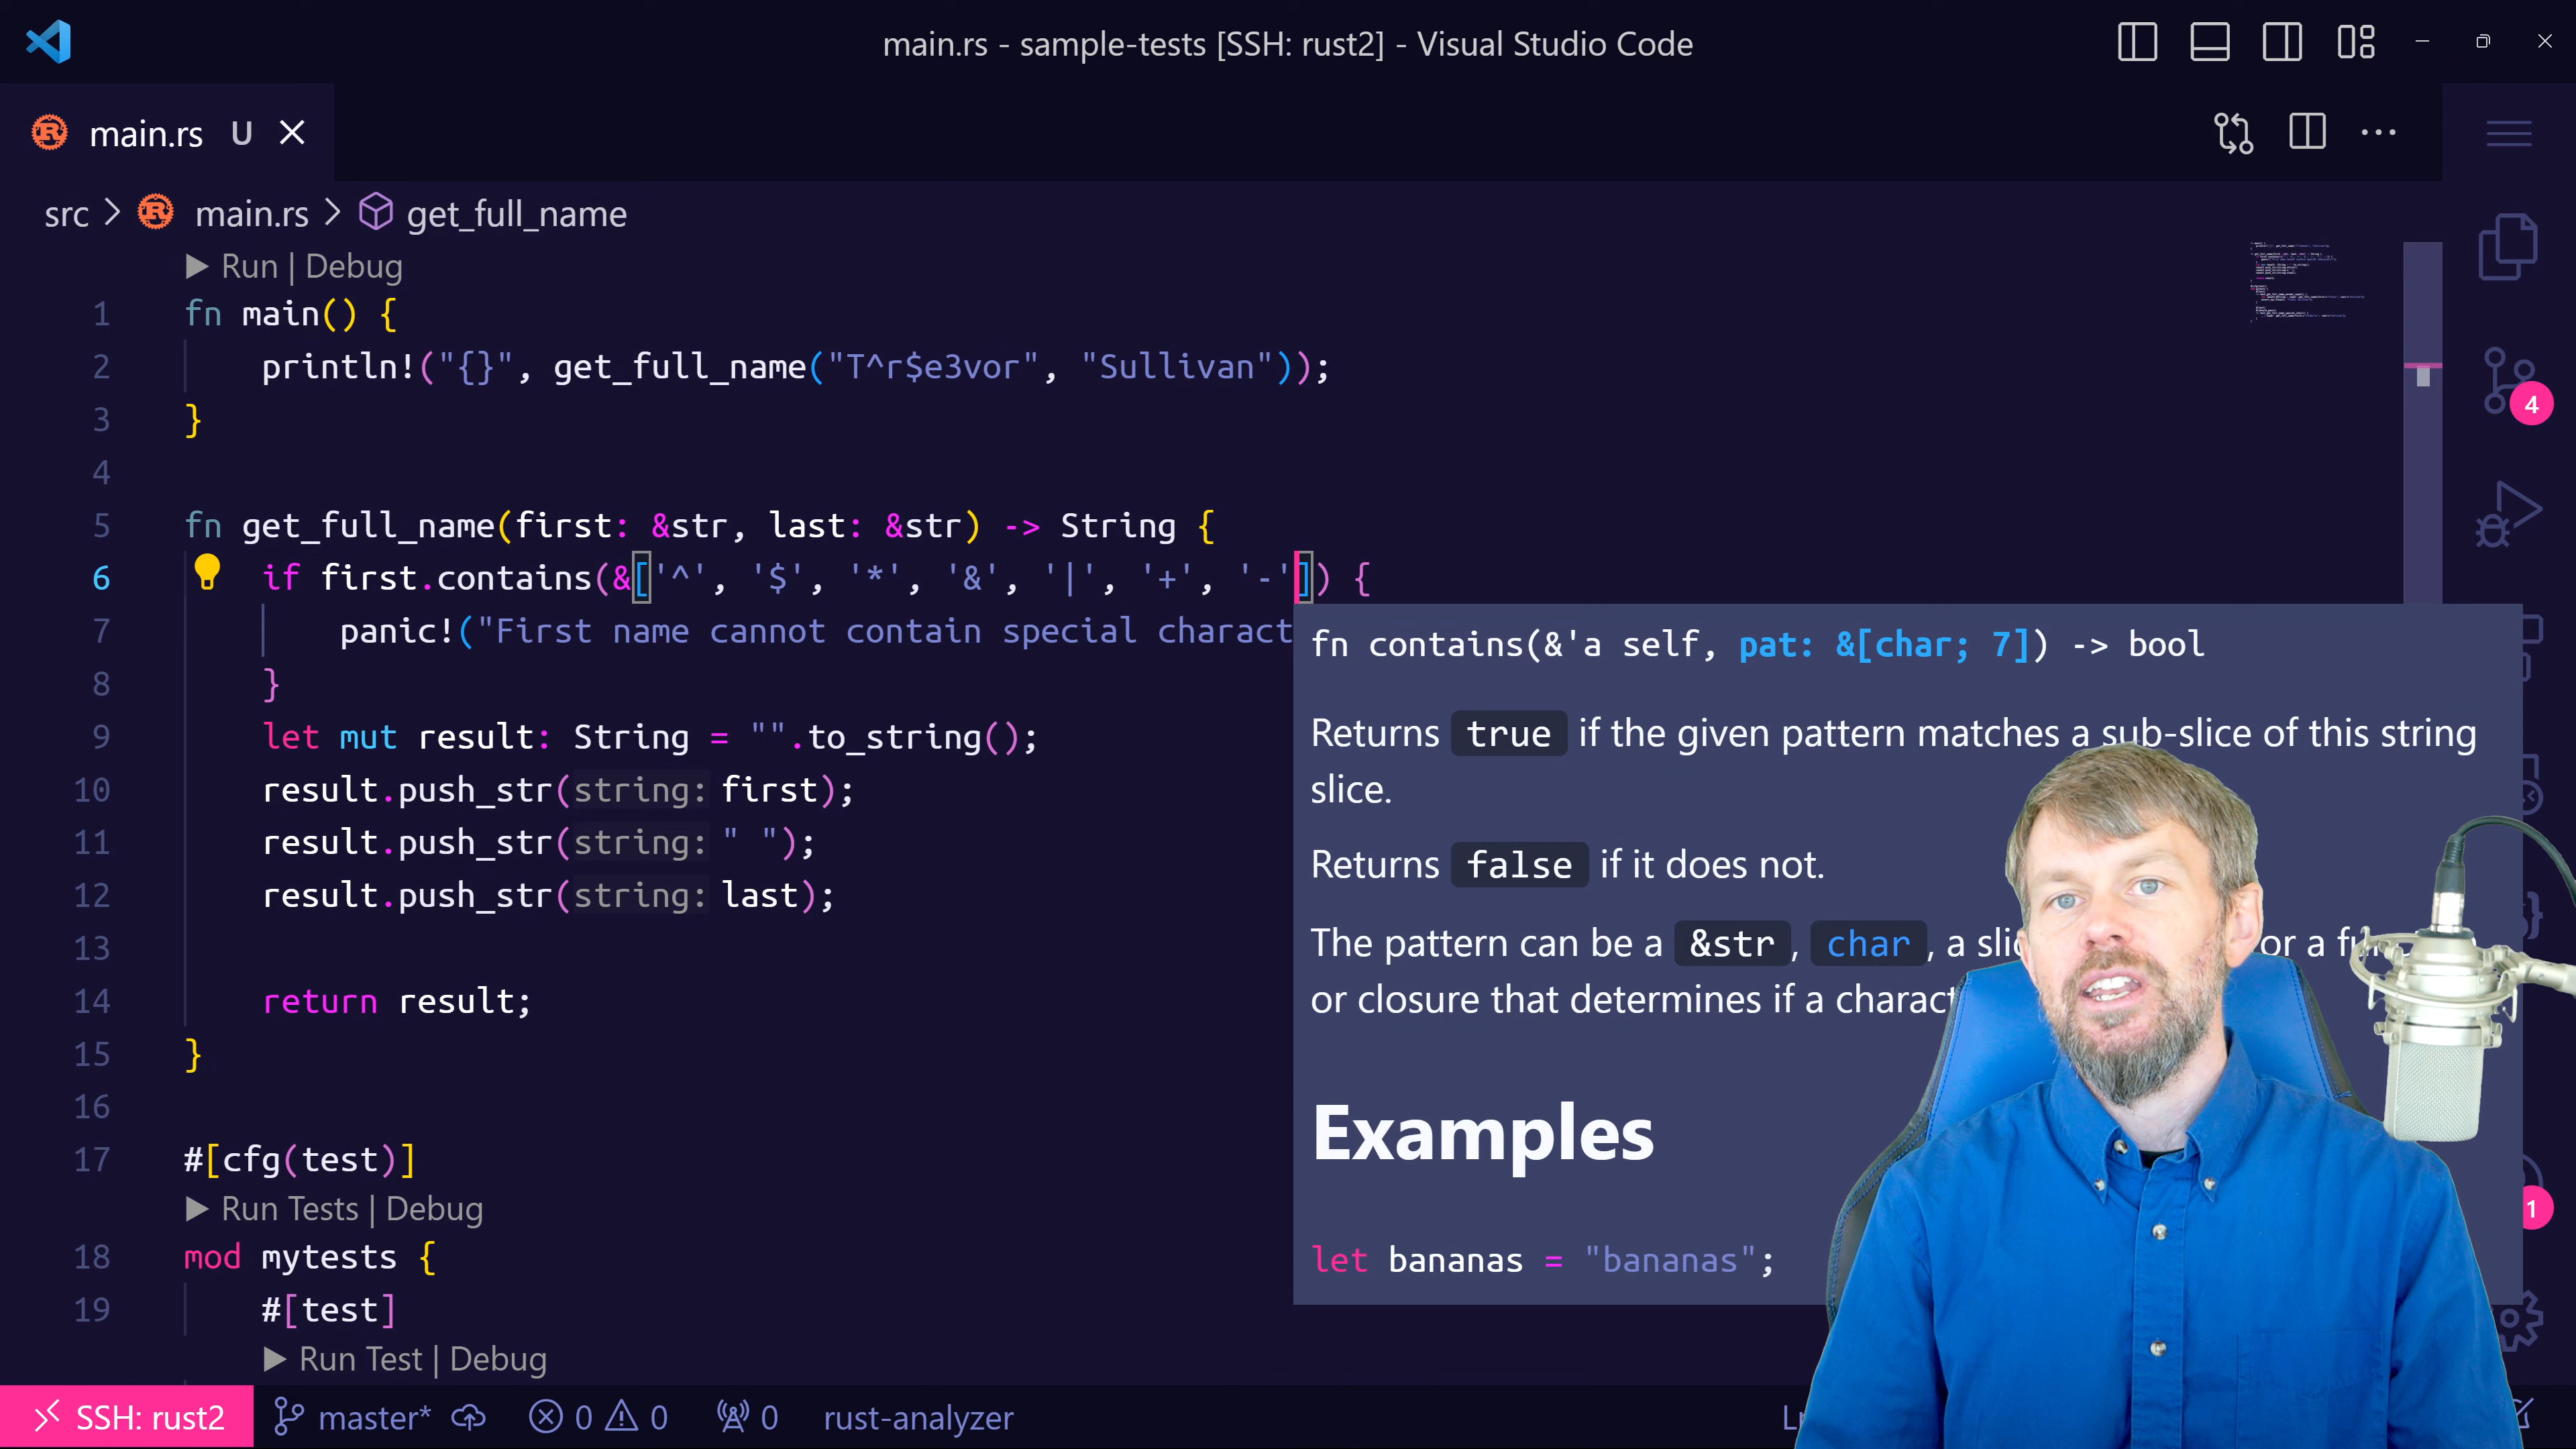 main.rs - sample-tests [SSH: rust2] - Visual Studio Code
main.rs U
src > main.rs > get_full_name
Run | Debug
1 fn main() {
2 println!("{}", get_full_name("T^r$e3vor", "Sullivan"));
3 }
4
5 fn get_full_name(first: &str, last: &str) -> String {
6 if first.contains(&['^', '$', '*', '&', '|', '+', '-']) {
7 panic!("First name cannot contain special charact
8 }
9 let mut result: String = "".to_string();
10 result.push_str(string: first);
11 result.push_str(string: " ");
12 result.push_str(string: last);
13
14 return result;
15 }
16
17 #[cfg(test)]
Run Tests | Debug
18 mod mytests {
19 #[test]
Run Test | Debug
fn contains(&'a self, pat: &[char; 7]) -> bool
Returns true if the given pattern matches a sub-slice of this string
slice.
Returns false if it does not.
The pattern can be a &str, char, a or a
or closure that determines if a
Examples
let bananas = "bananas";
4
1
SSH: rust2 master* 0 0 0 rust-analyzer